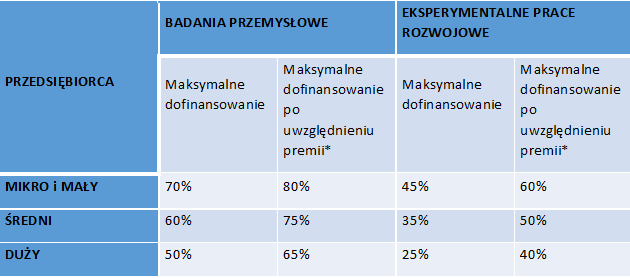 PRZEDSIĘBIORCA
BADANIA PRZEMYSŁOWE
EKSPERYMENTALNE PRACE
ROZWOJOWE
Maksymalne
dofinansowanie
Maksymalne
dofinansowanie
po
uwzględnieniu
premii*
Maksymalne
dofinansowanie
Maksymalne
dofinansowanie
po
uwzględnieniu
premii*
MIKRO i MAŁY 70% 80% 45% 60%
ŚREDNI 60% 75% 35% 50%
DUŻY 50% 65% 25% 40%